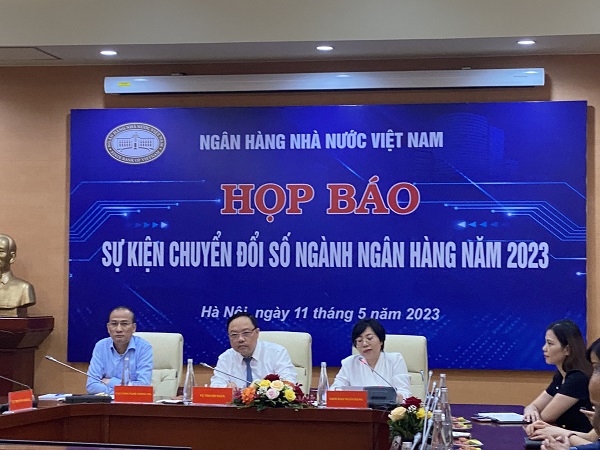 NGÂN HÀNG NHÀ NƯỚC VIỆT NAM
HỌP BÁO
SỰ KIỆN CHUYỂN ĐỔI SỐ NGÀNH NGÂN HÀNG NĂM 2023
Hà Nội, ngày 11 tháng 5 năm 2023